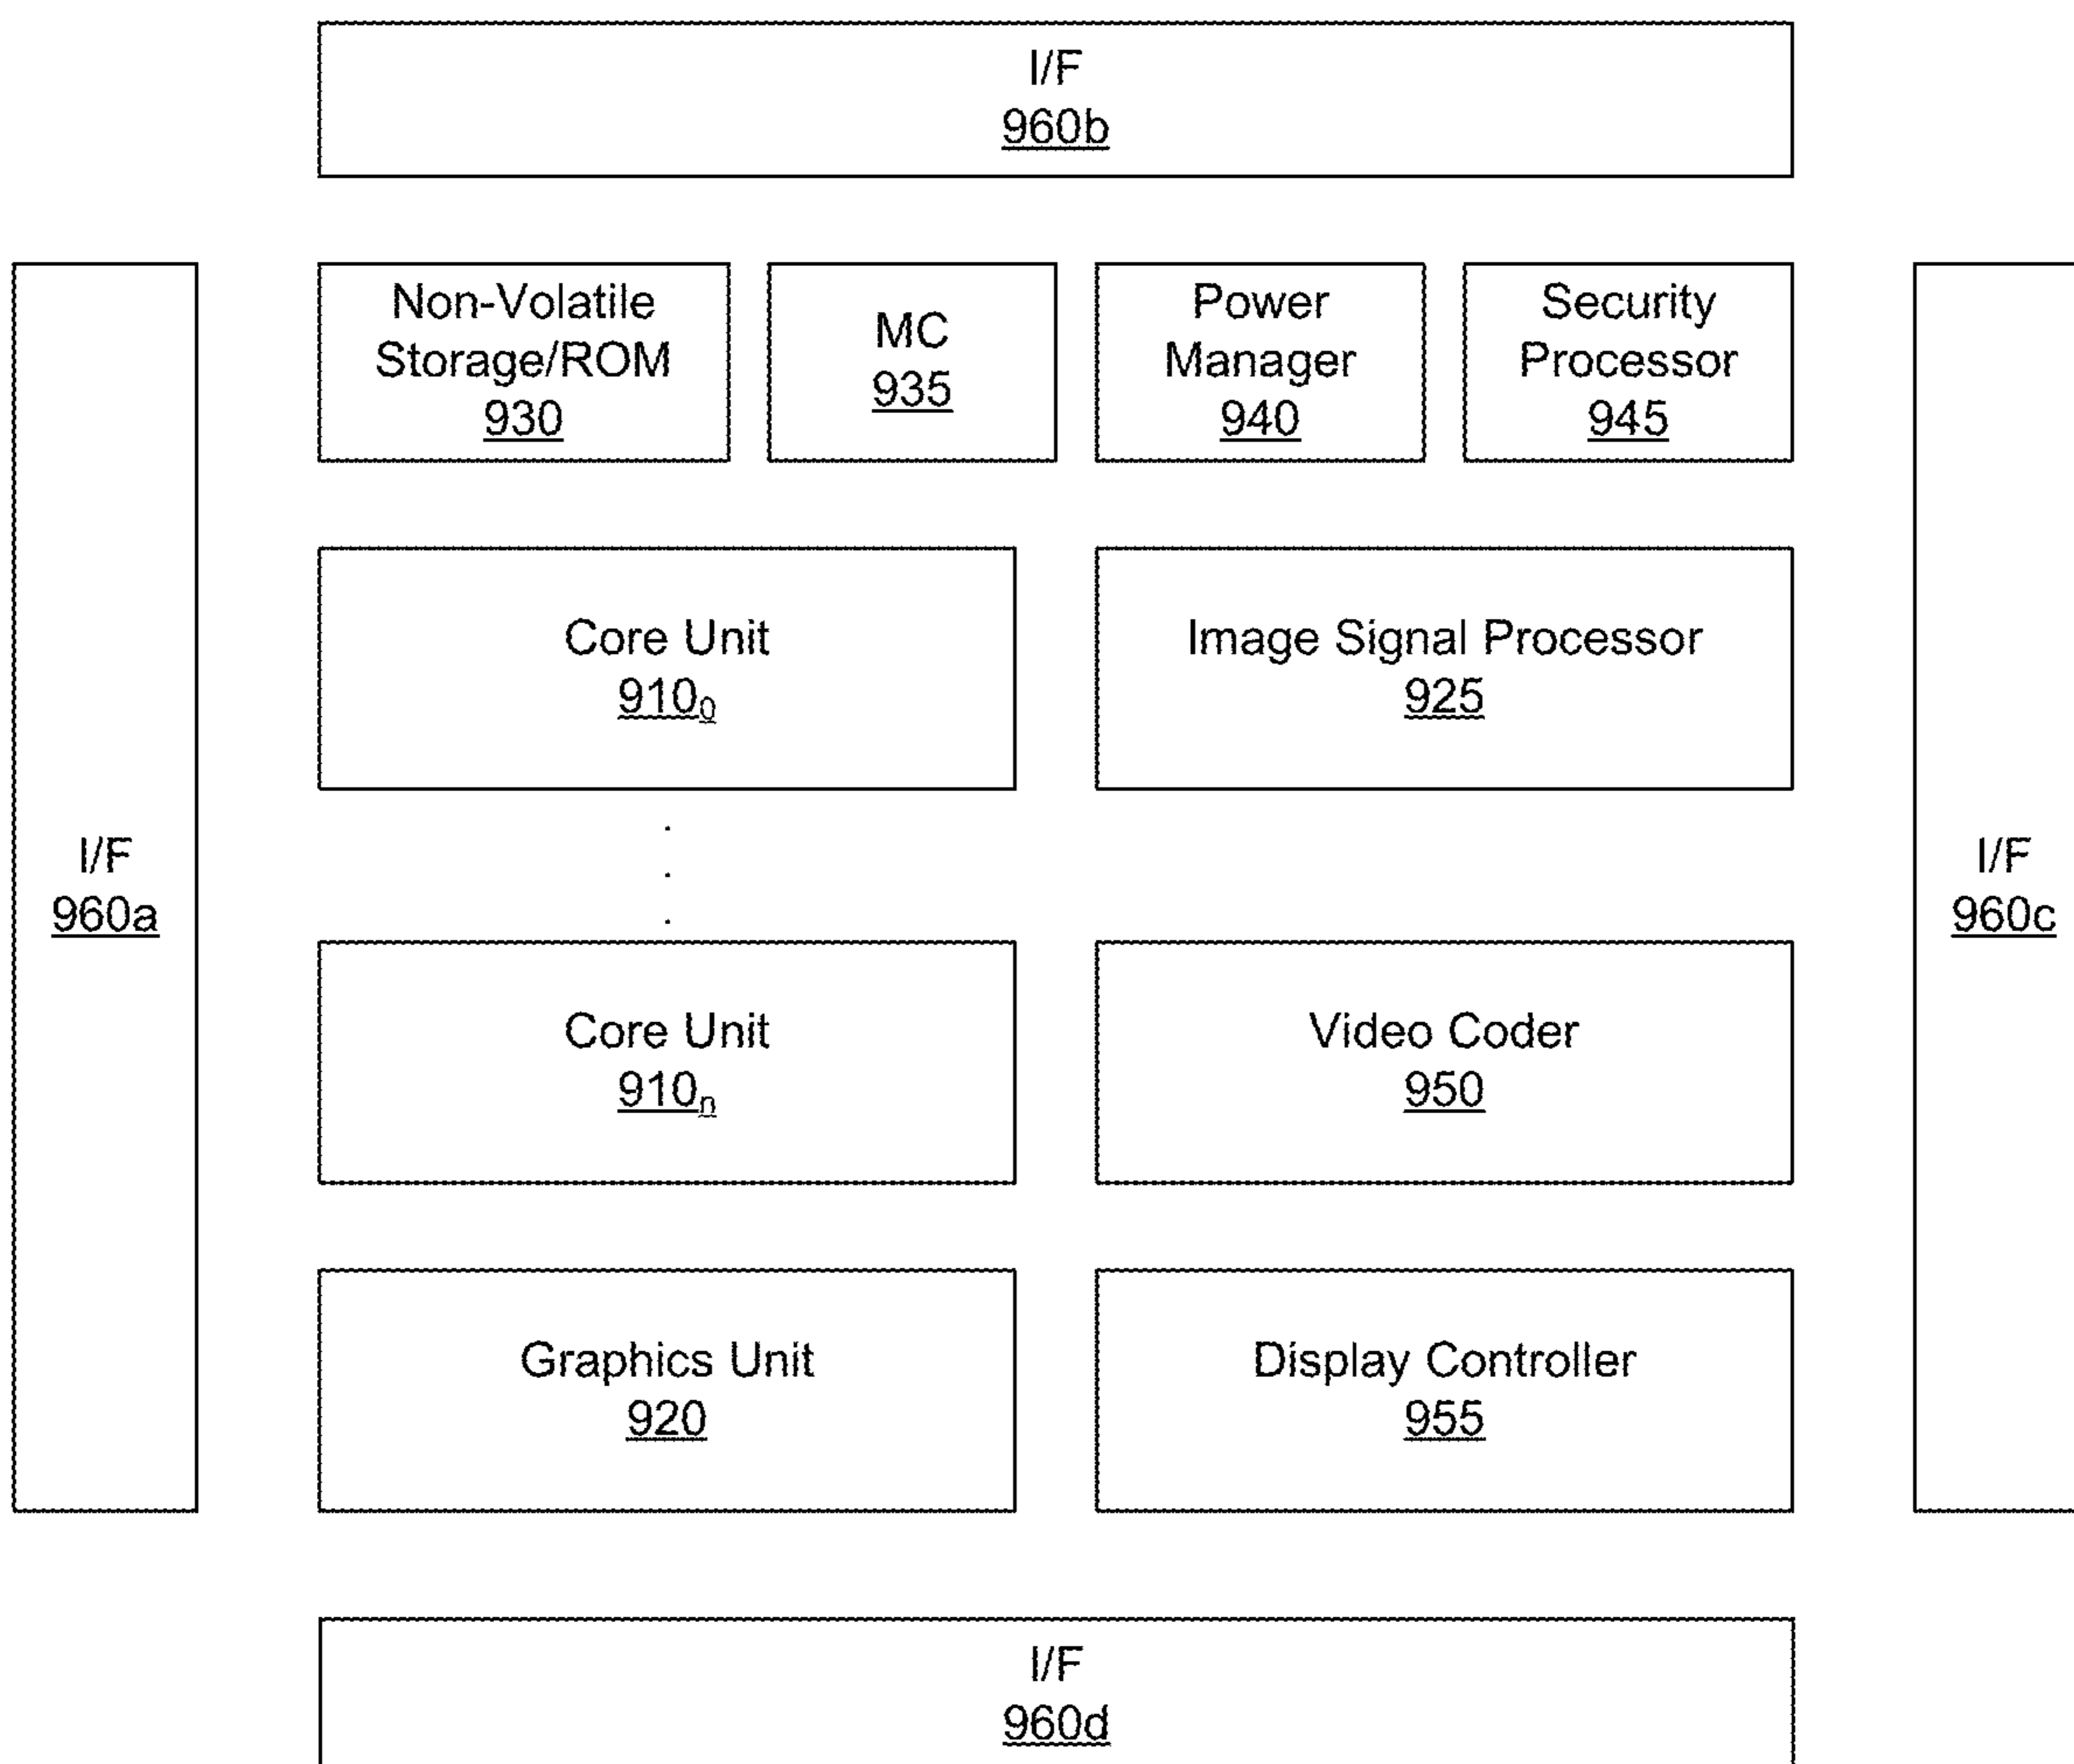 I/F
960b
Non-Volatile
Storage/ROM
930
MC
935
Power
Manager
940
Security
Processor
945
Core Unit
910₀
Image Signal Processor
925
I/F
960a
I/F
960c
Core Unit
910ₙ
Video Coder
950
Graphics Unit
920
Display Controller
955
I/F
960d